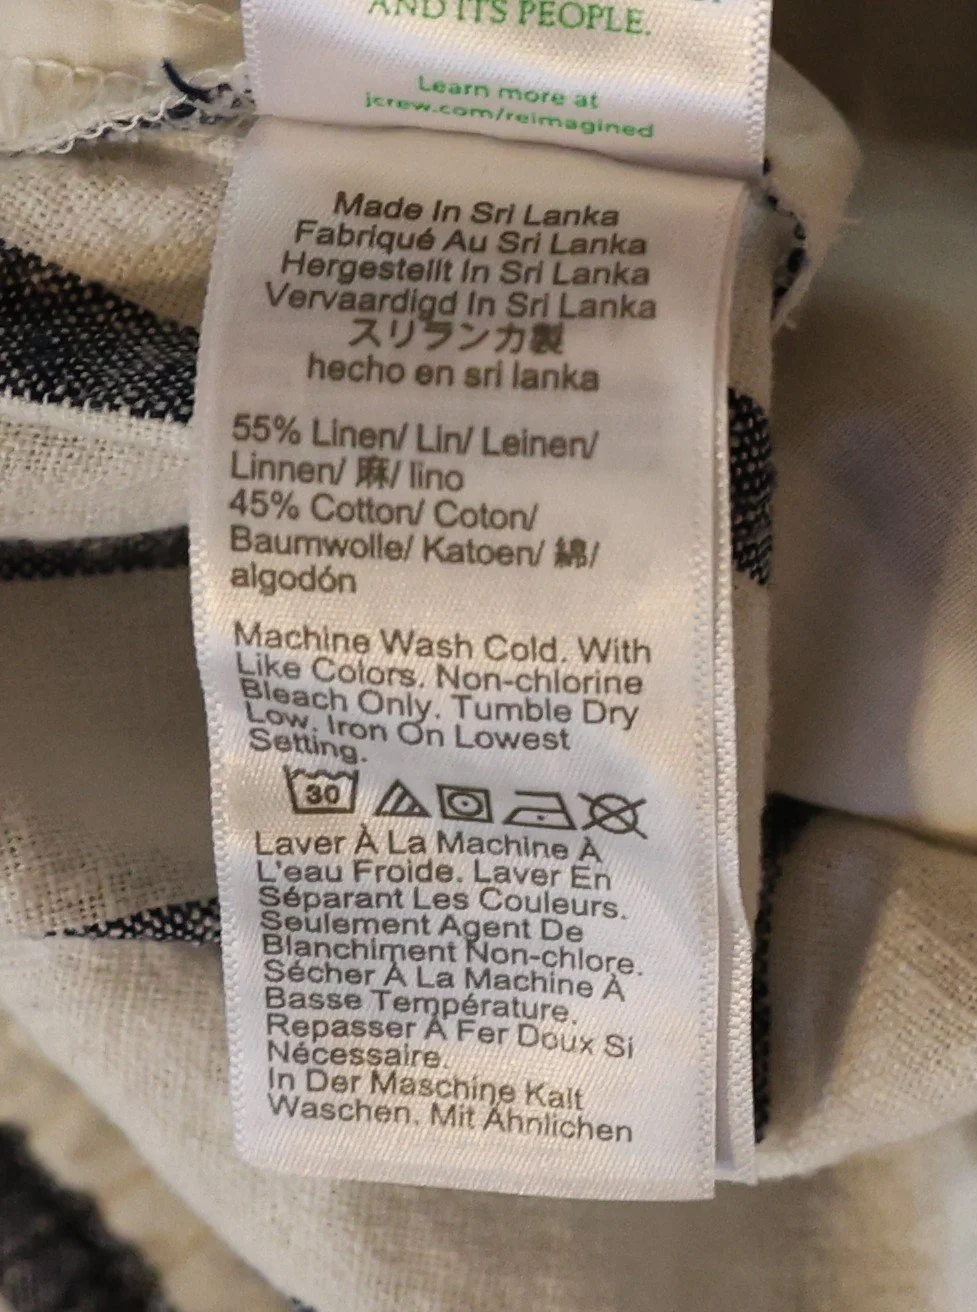 AND ITS PEOPLE.
Learn more at
jcrew.com/reimagined
Made In Sri Lanka
Fabriqué Au Sri Lanka
Hergestellt In Sri Lanka
Vervaardigd In Sri Lanka
スリランカ製
hecho en sri lanka
55% Linen/ Lin/ Leinen/
Linnen/ 麻/ lino
45% Cotton/ Coton/
Baumwolle/ Katoen/ 綿/
algodón
Machine Wash Cold. With
Like Colors. Non-chlorine
Bleach Only. Tumble Dry
Low. Iron On Lowest
Setting.
30
Laver À La Machine À
L'eau Froide. Laver En
Séparant Les Couleurs.
Seulement Agent De
Blanchiment Non-chlore.
Sécher À La Machine À
Basse Température.
Repasser À Fer Doux Si
Nécessaire.
In Der Maschine Kalt
Waschen. Mit Ähnlichen